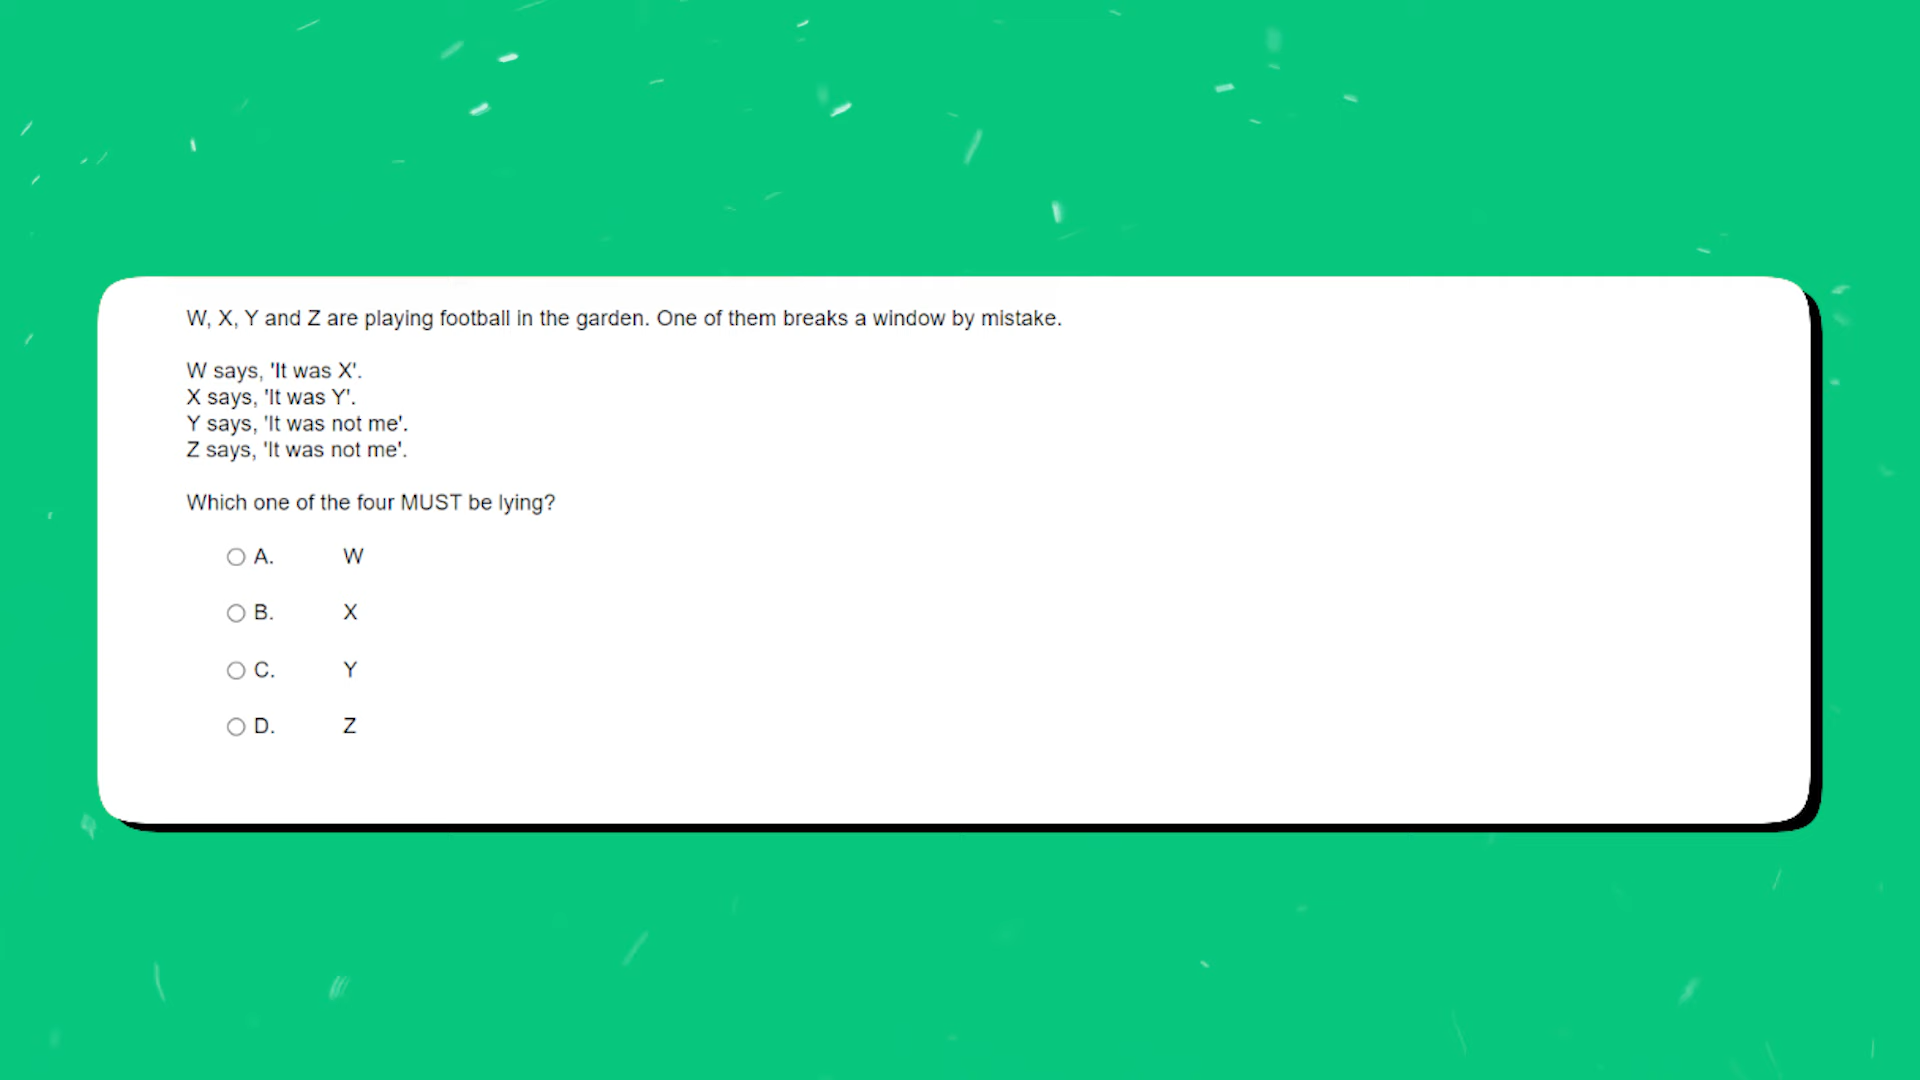 W, X, Y and Z are playing football in the garden. One of them breaks a window by mistake.
W says, 'It was X'.
X says, 'It was Y'.
Y says, 'It was not me'.
Z says, 'It was not me'.
Which one of the four MUST be lying?
A. W
B. X
C. Y
D. Z